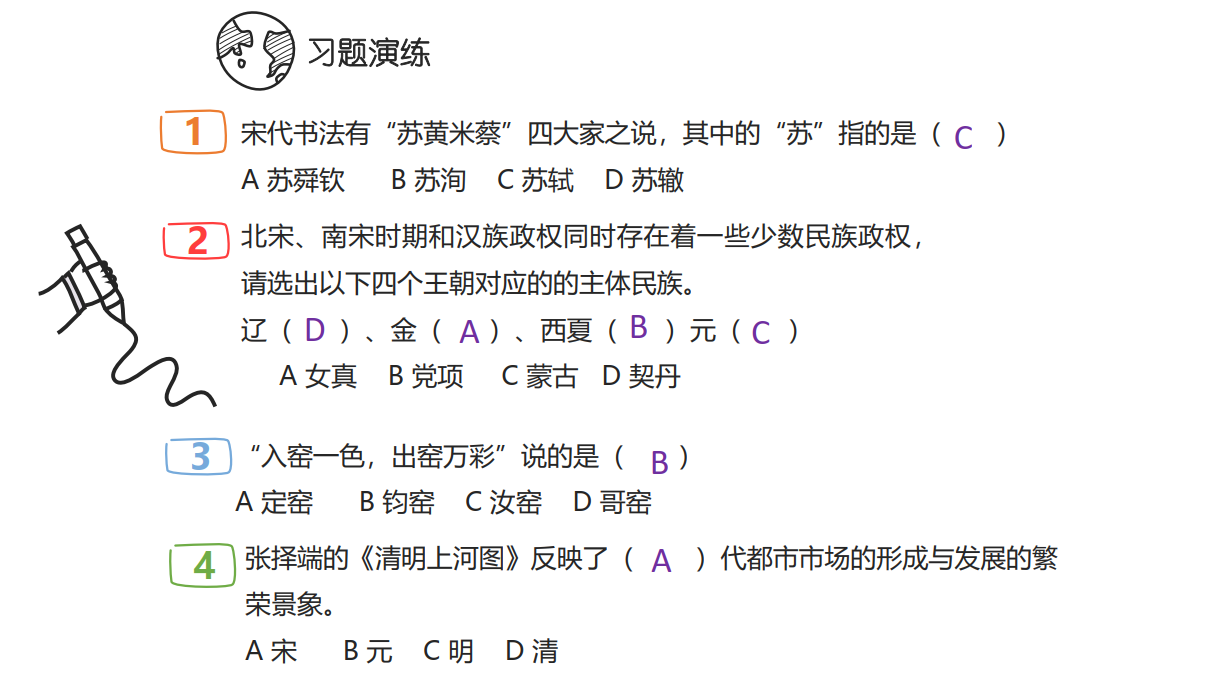 习题演练
1 宋代书法有“苏黄米蔡”四大家之说，其中的“苏”指的是（ C ）
A 苏舜钦 B 苏洵 C 苏轼 D 苏辙
2 北宋、南宋时期和汉族政权同时存在着一些少数民族政权，
请选出以下四个王朝对应的的主体民族。
辽（ D ）、金（ A ）、西夏（ B ）元（ C ）
A 女真 B 党项 C 蒙古 D 契丹
3 “入窑一色，出窑万彩”说的是（ B ）
A 定窑 B 钧窑 C 汝窑 D 哥窑
4 张择端的《清明上河图》反映了（ A ）代都市市场的形成与发展的繁
荣景象。
A 宋 B 元 C 明 D 清